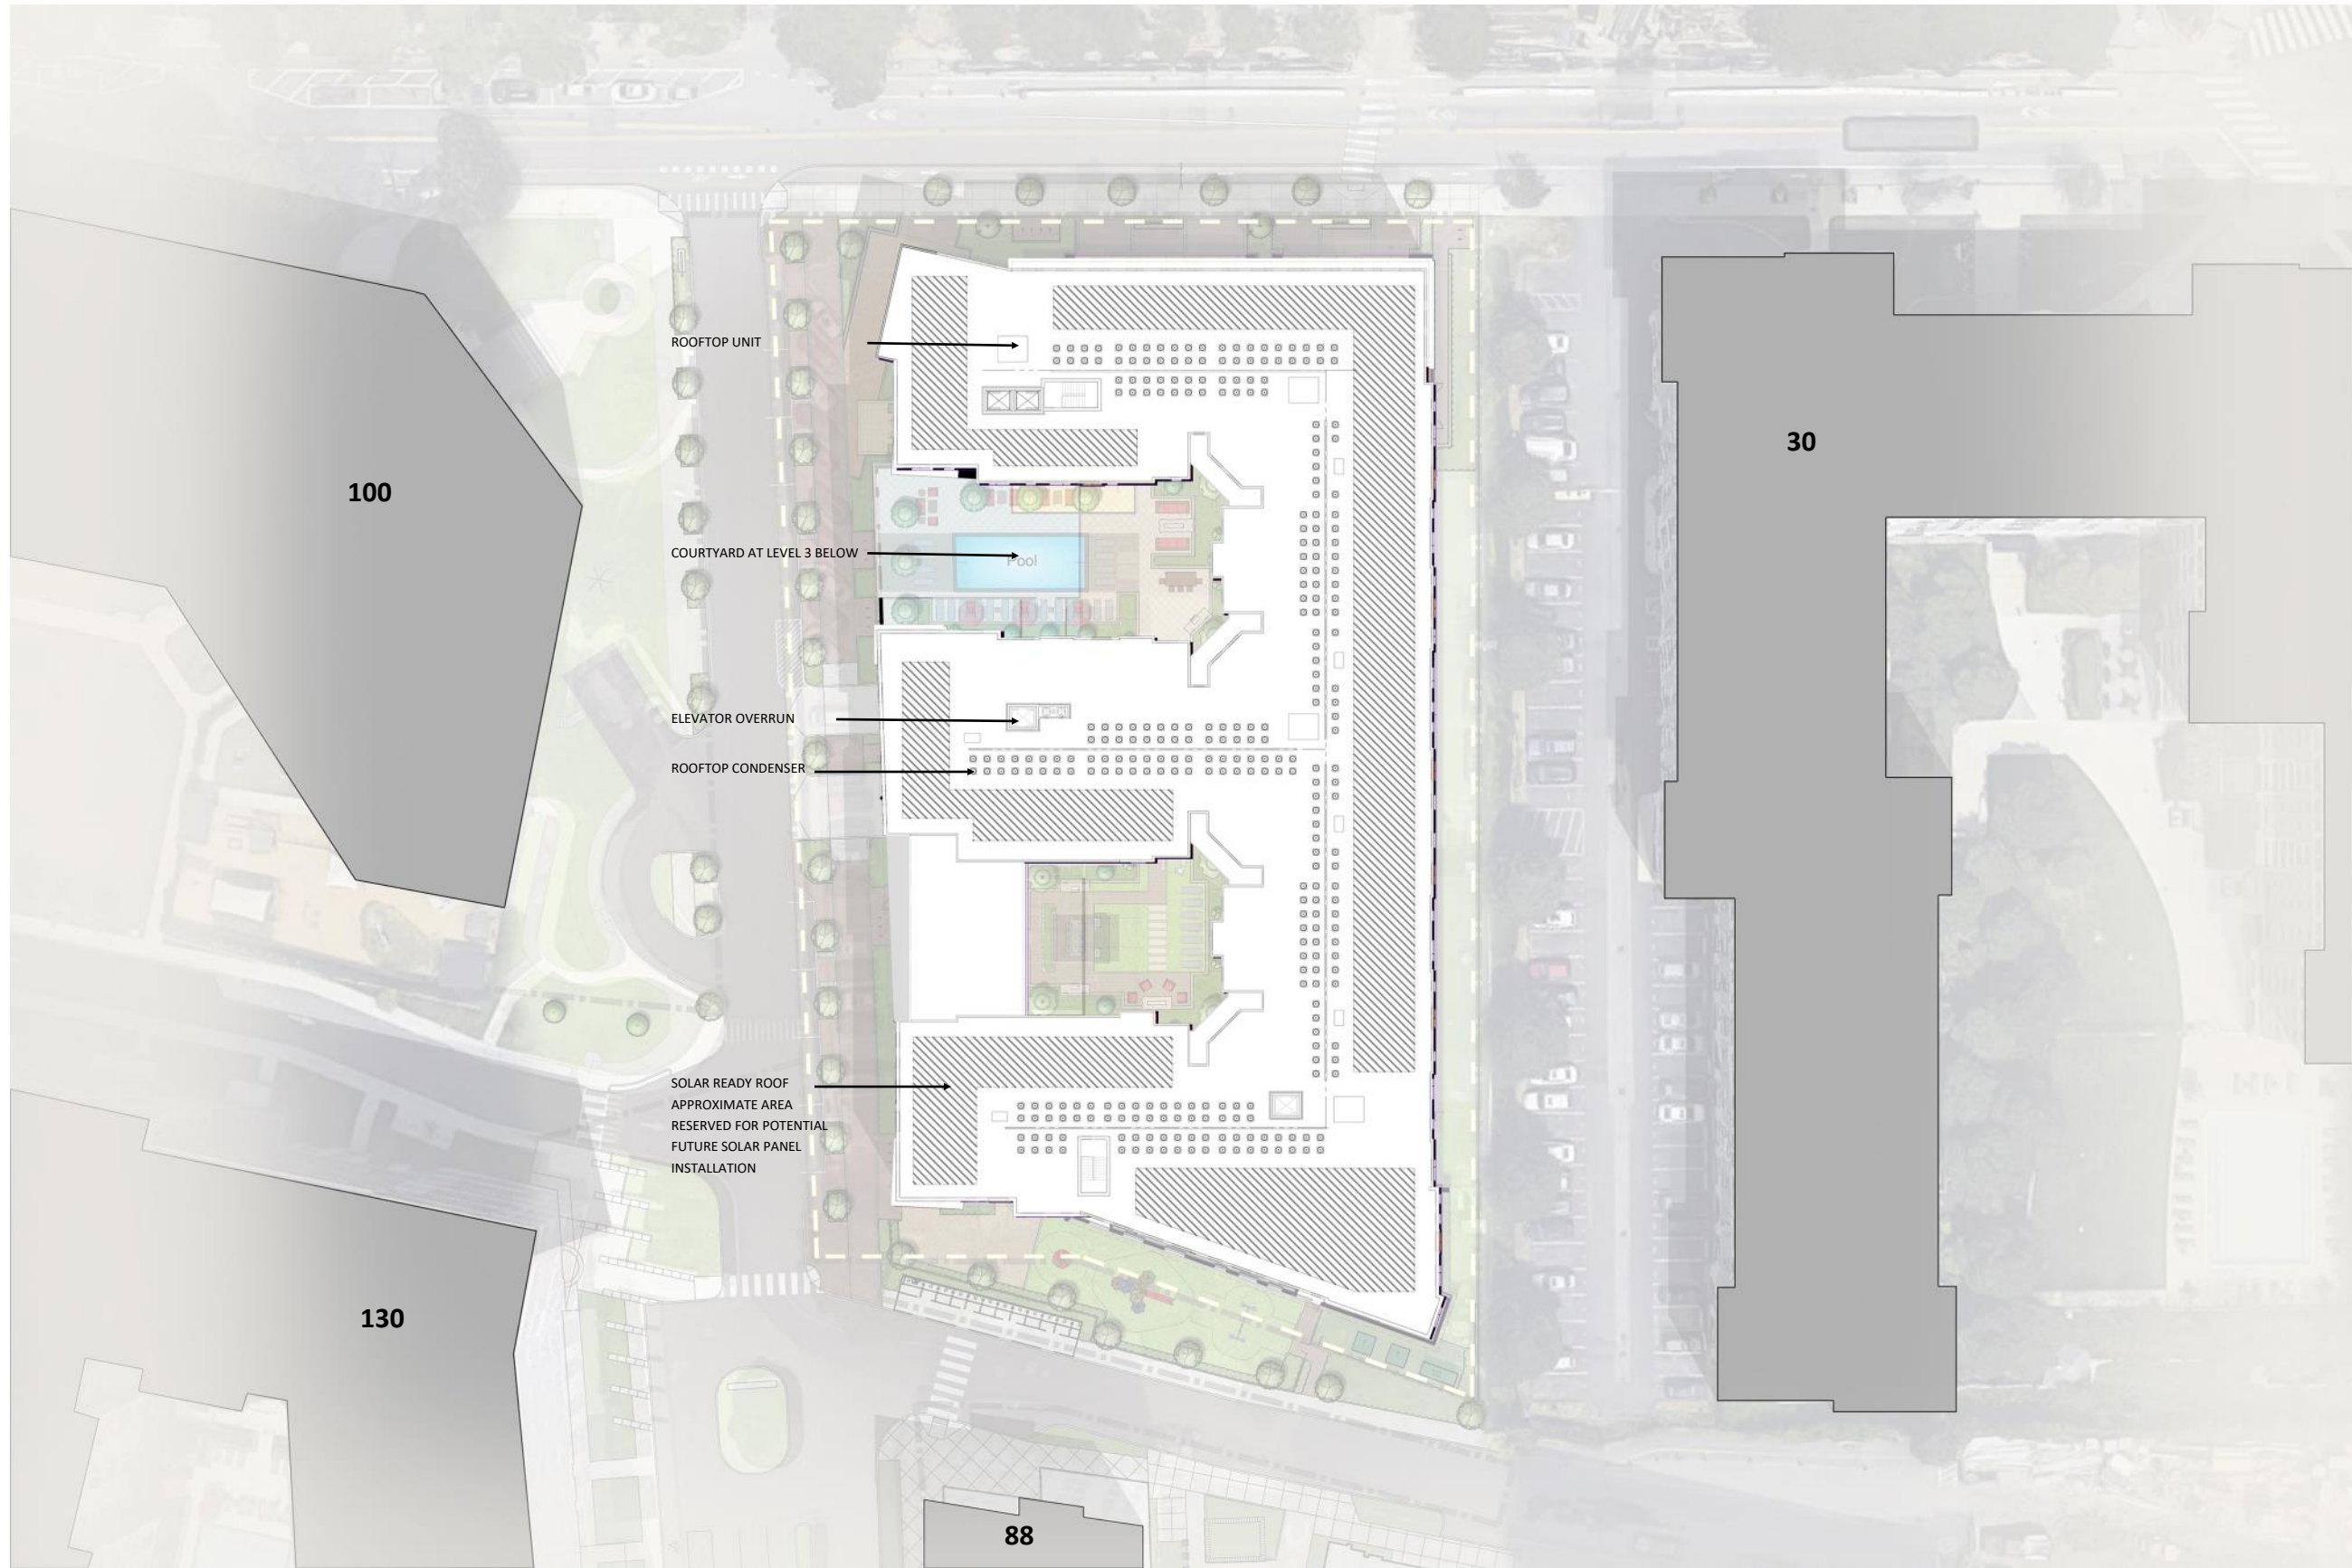 ROOFTOP UNIT
30
100
COURTYARD AT LEVEL 3 BELOW
Pool
ELEVATOR OVERRUN
ROOFTOP CONDENSER
SOLAR READY ROOF
APPROXIMATE AREA
RESERVED FOR POTENTIAL
FUTURE SOLAR PANEL
INSTALLATION
130
88